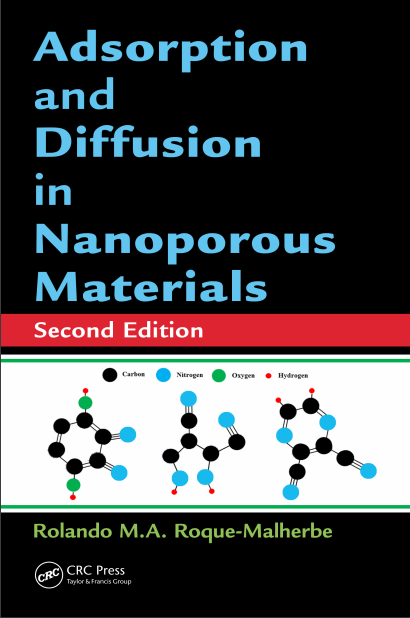 Adsorption
and
Diffusion
in
Nanoporous
Materials
Second Edition
Carbon Nitrogen Oxygen Hydrogen
Rolando M.A. Roque-Malherbe
CRC CRC Press
Taylor & Francis Group